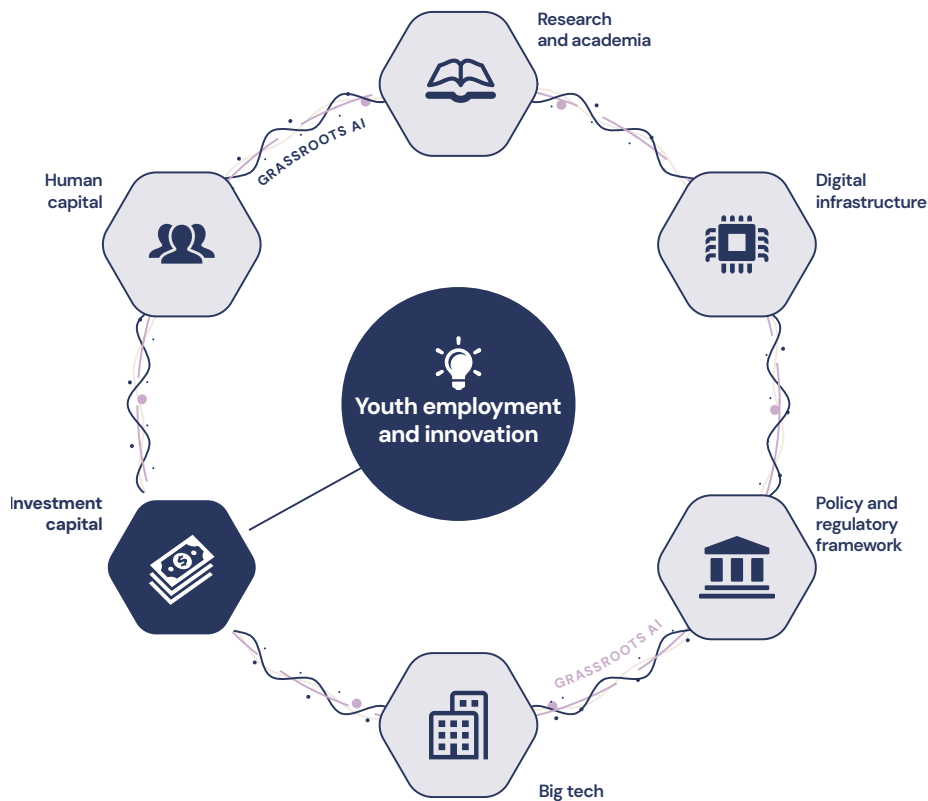 Research
and academia
GRASSROOTS AI
Human
capital
Digital
infrastructure
Youth employment
and innovation
Investment
capital
Policy and
regulatory
framework
GRASSROOTS AI
Big tech